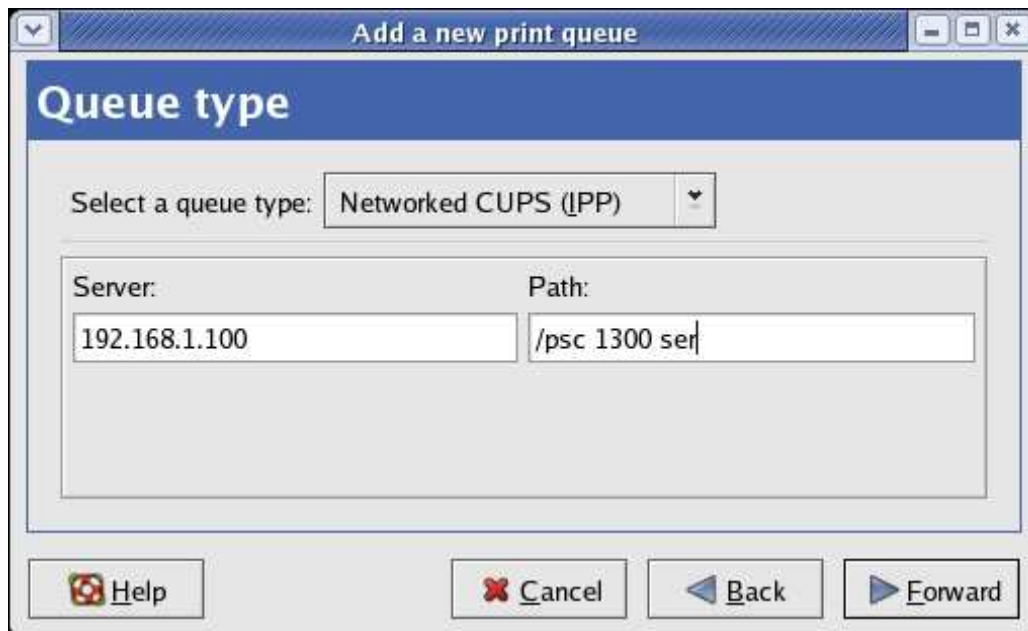 Add a new print queue
Queue type
Select a queue type: Networked CUPS (IPP)
Server: Path:
192.168.1.100 /psc 1300 ser
Help Cancel Back Forward